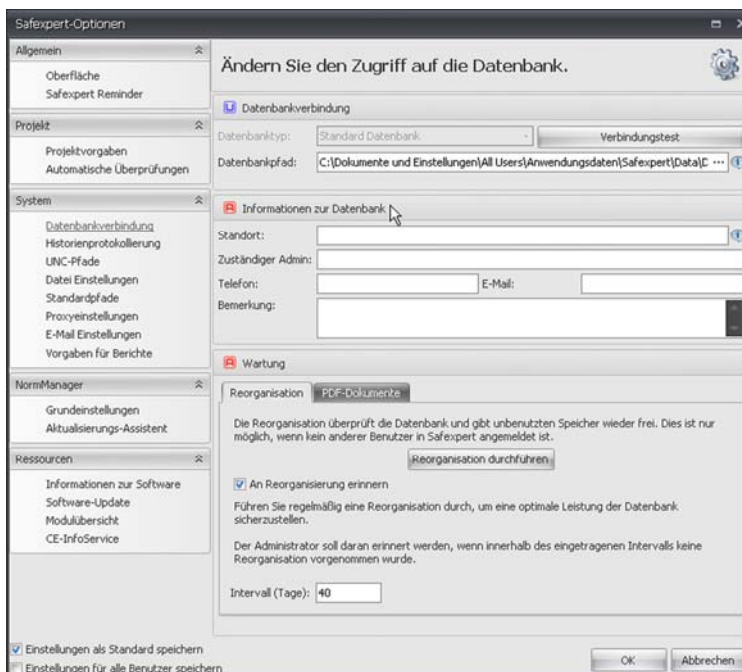 Safexpert-Optionen
Allgemein
Oberfläche
Safexpert Reminder
Projekt
Projektvorgaben
Automatische Überprüfungen
System
Datenbankverbindung
Historienprotokollierung
UNC-Pfade
Datei Einstellungen
Standardpfade
Proxyeinstellungen
E-Mail Einstellungen
Vorgaben für Berichte
NormManager
Grundeinstellungen
Aktualisierungs-Assistent
Ressourcen
Informationen zur Software
Software-Update
Modulübersicht
CE-InfoService
Einstellungen als Standard speichern
Einstellungen für alle Benutzer speichern
Ändern Sie den Zugriff auf die Datenbank.
U Datenbankverbindung
Datenbanktyp: Standard Datenbank Verbindungstest
Datenbankpfad: C:\Dokumente und Einstellungen\All Users\Anwendungsdaten\Safexpert\Data\D ...
A Informationen zur Datenbank
Standort:
Zuständiger Admin:
Telefon: E-Mail:
Bemerkung:
A Wartung
Reorganisation PDF-Dokumente
Die Reorganisation überprüft die Datenbank und gibt unbenutzten Speicher wieder frei. Dies ist nur
möglich, wenn kein anderer Benutzer in Safexpert angemeldet ist.
Reorganisation durchführen
An Reorganisierung erinnern
Führen Sie regelmäßig eine Reorganisation durch, um eine optimale Leistung der Datenbank
sicherzustellen.
Der Administrator soll daran erinnert werden, wenn innerhalb des eingetragenen Intervalls keine
Reorganisation vorgenommen wurde.
Intervall (Tage): 40
OK Abbrechen